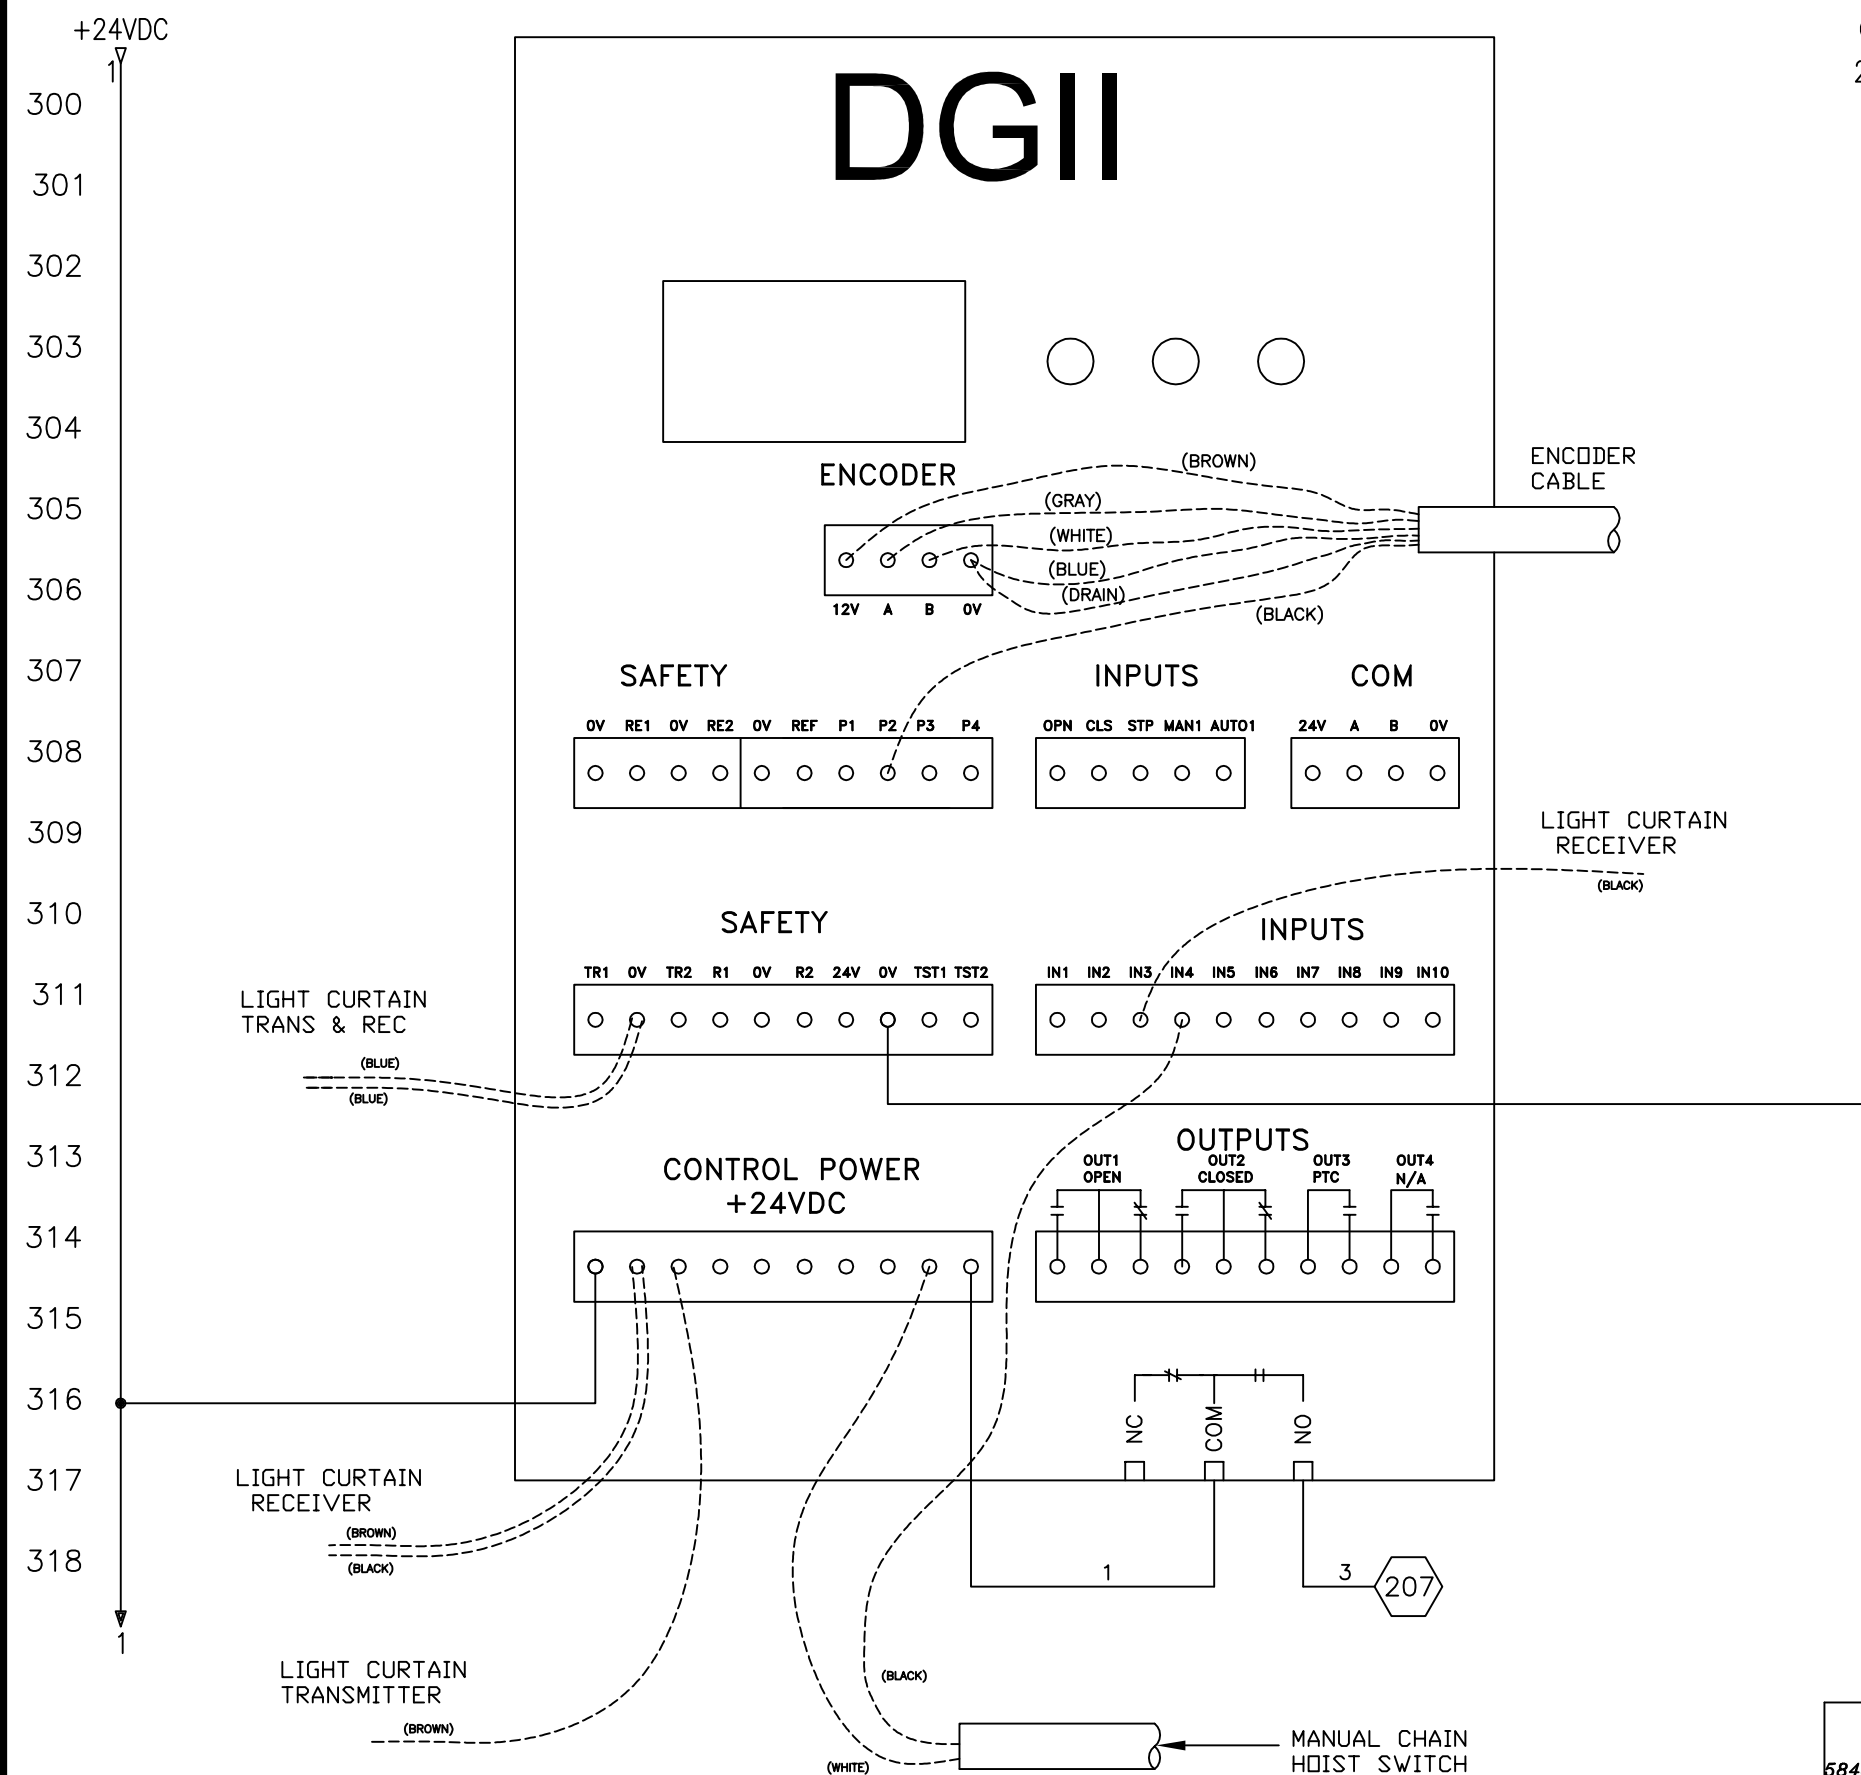 +24VDC
1
DGII
300
301
302
303
304
305
306
307
308
309
310
311
312
313
314
315
316
317
318
1
ENCODER
12V A B 0V
(BROWN)
(GRAY)
(WHITE)
(BLUE)
(DRAIN)
(BLACK)
ENCODER
CABLE
SAFETY
0V RE1 0V RE2 0V REF P1 P2 P3 P4
INPUTS
OPN CLS STP MAN1 AUTO1
COM
24V A B 0V
LIGHT CURTAIN
RECEIVER
(BLACK)
SAFETY
TR1 0V TR2 R1 0V R2 24V 0V TST1 TST2
INPUTS
IN1 IN2 IN3 IN4 IN5 IN6 IN7 IN8 IN9 IN10
LIGHT CURTAIN
TRANS & REC
(BLUE)
(BLUE)
CONTROL POWER
+24VDC
OUTPUTS
OUT1 OUT2 OUT3 OUT4
OPEN CLOSED PTC N/A
NC COM NO
LIGHT CURTAIN
RECEIVER
(BROWN)
(BLACK)
1
3
207
LIGHT CURTAIN
TRANSMITTER
(BROWN)
(BLACK)
(WHITE)
MANUAL CHAIN
HOIST SWITCH
584